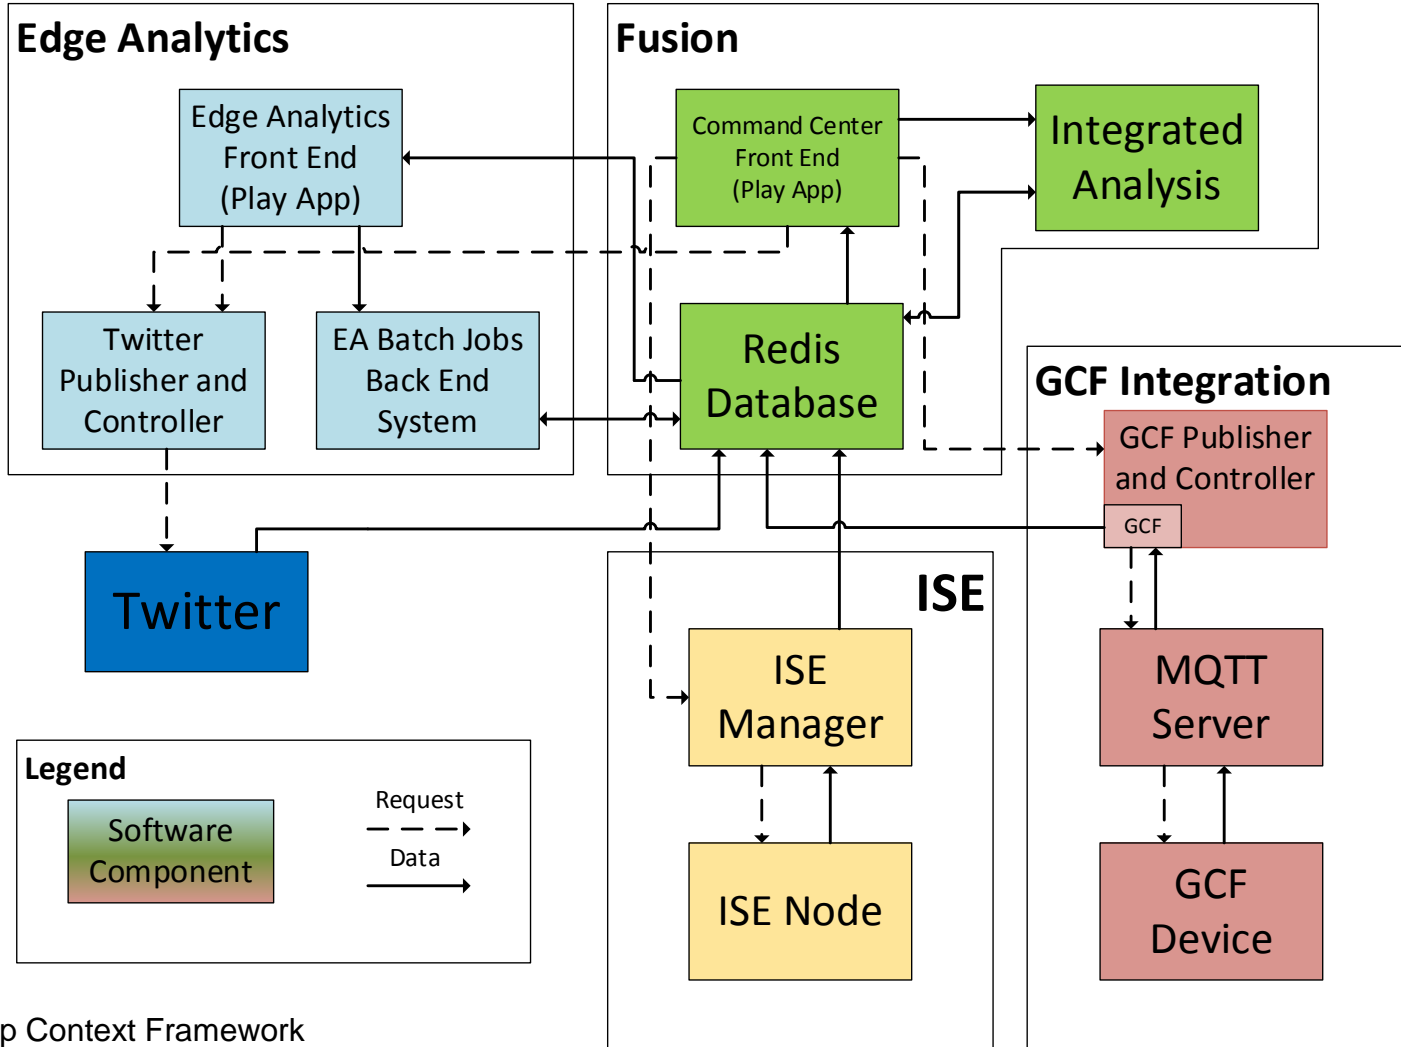 Edge Analytics
Edge Analytics
Front End
(Play App)
Twitter
Publisher and
Controller
EA Batch Jobs
Back End
System
Twitter
Fusion
Command Center
Front End
(Play App)
Integrated
Analysis
Redis
Database
GCF Integration
GCF Publisher
and Controller
GCF
MQTT
Server
GCF
Device
ISE
ISE
Manager
ISE Node
Legend
Software
Component
Request
Data
p Context Framework